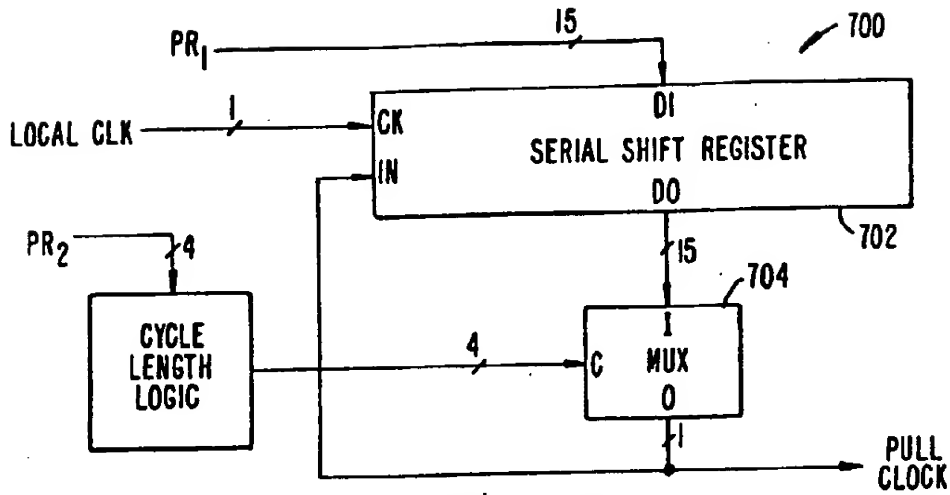 15
700
PR1
DI
1
LOCAL CLK
CK
SERIAL SHIFT REGISTER
IN
DO
702
PR2
4
15
704
CYCLE
LENGTH
LOGIC
4
I
C
MUX
O
1
PULL
CLOCK